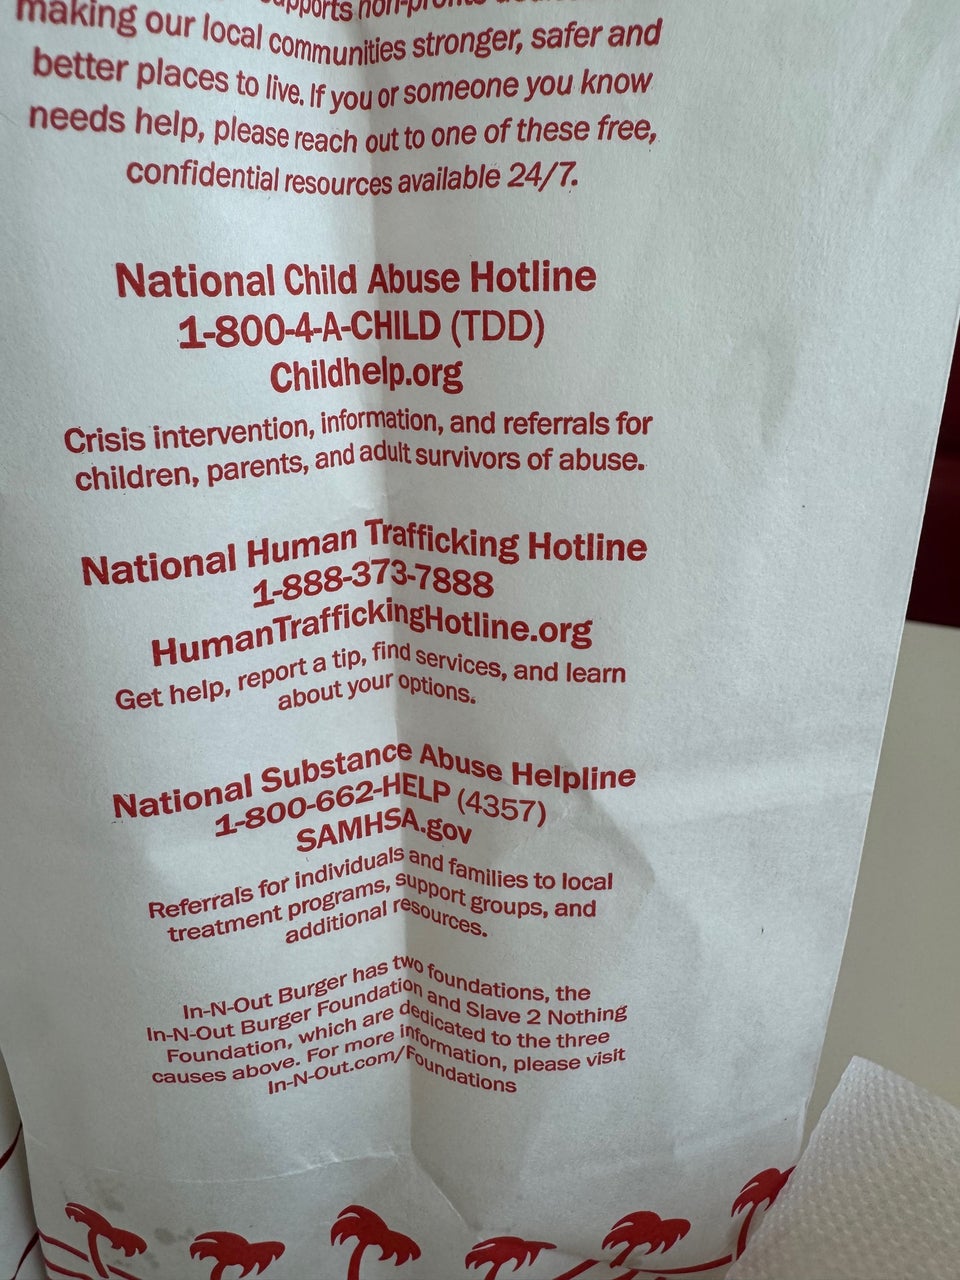 supports non-profits
making our local communities stronger, safer and
better places to live. If you or someone you know
needs help, please reach out to one of these free,
confidential resources available 24/7.
National Child Abuse Hotline
1-800-4-A-CHILD (TDD)
Childhelp.org
Crisis intervention, information, and referrals for
children, parents, and adult survivors of abuse.
National Human Trafficking Hotline
1-888-373-7888
HumanTraffickingHotline.org
Get help, report a tip, find services, and learn
about your options.
National Substance Abuse Helpline
1-800-662-HELP (4357)
SAMHSA.gov
Referrals for individuals and families to local
treatment programs, support groups, and
additional resources.
In-N-Out Burger has two foundations, the
In-N-Out Burger Foundation and Slave 2 Nothing
Foundation, which are dedicated to the three
causes above. For more information, please visit
In-N-Out.com/Foundations